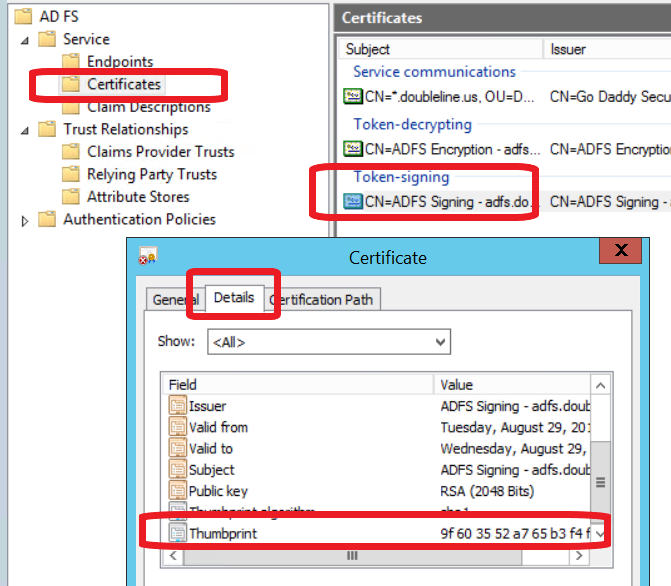 AD FS
Service
Endpoints
Certificates
Claim Descriptions
Trust Relationships
Claims Provider Trusts
Relying Party Trusts
Attribute Stores
Authentication Policies
Certificates
Subject Issuer
Service communications
CN=*.doubline.us, OU=D... CN=Go Daddy Secu
Token-decrypting
CN=ADFS Encryption - adfs... CN=ADFS Encryptio
Token-signing
CN=ADFS Signing - adfs.do... CN=ADFS Signing -
Certificate
X
General Details Certification Path
Show: <All>
Field Value
Issuer ADFS Signing - adfs.doub
Valid from Tuesday, August 29, 201
Valid to Wednesday, August 29,
Subject ADFS Signing - adfs.doub
Public key RSA (2048 Bits)
Thumbprint algorithm sha1
Thumbprint 9f 60 35 52 a7 65 b3 f4 f